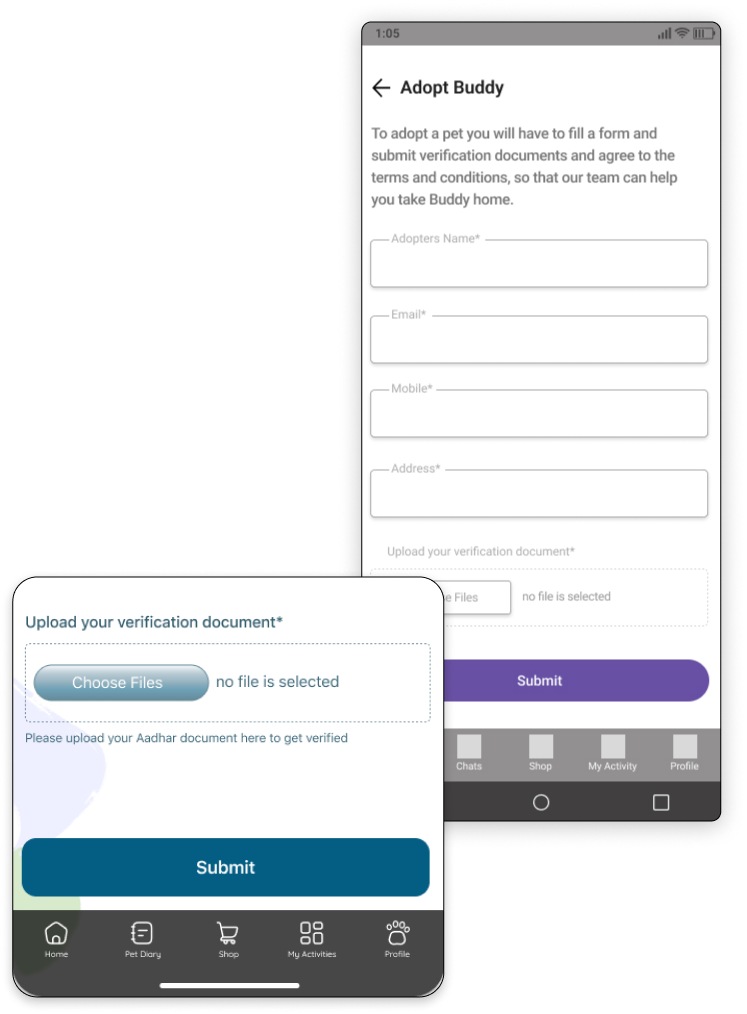 1:05
Adopt Buddy
To adopt a pet you will have to fill a form and
submit verification documents and agree to the
terms and conditions, so that our team can help
you take Buddy home.
Adopters Name*
Email*
Mobile*
Address*
Upload your verification document*
Files
no file is selected
Submit
Chats
Shop
My Activity
Profile
Upload your verification document*
Choose Files
no file is selected
Please upload your Aadhar document here to get verified
Submit
Home
Pet Diary
Shop
My Activities
Profile